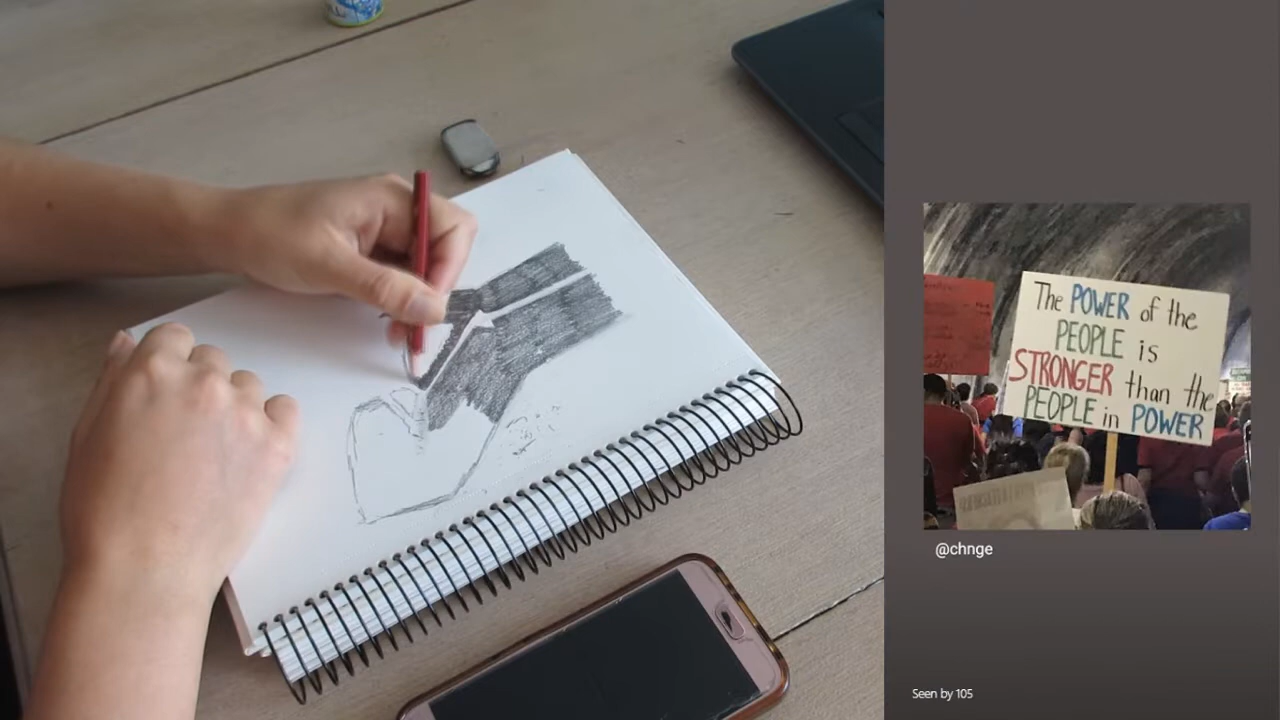 The POWER of the
PEOPLE is
STRONGER than the
PEOPLE in POWER
@chnge
Seen by 105